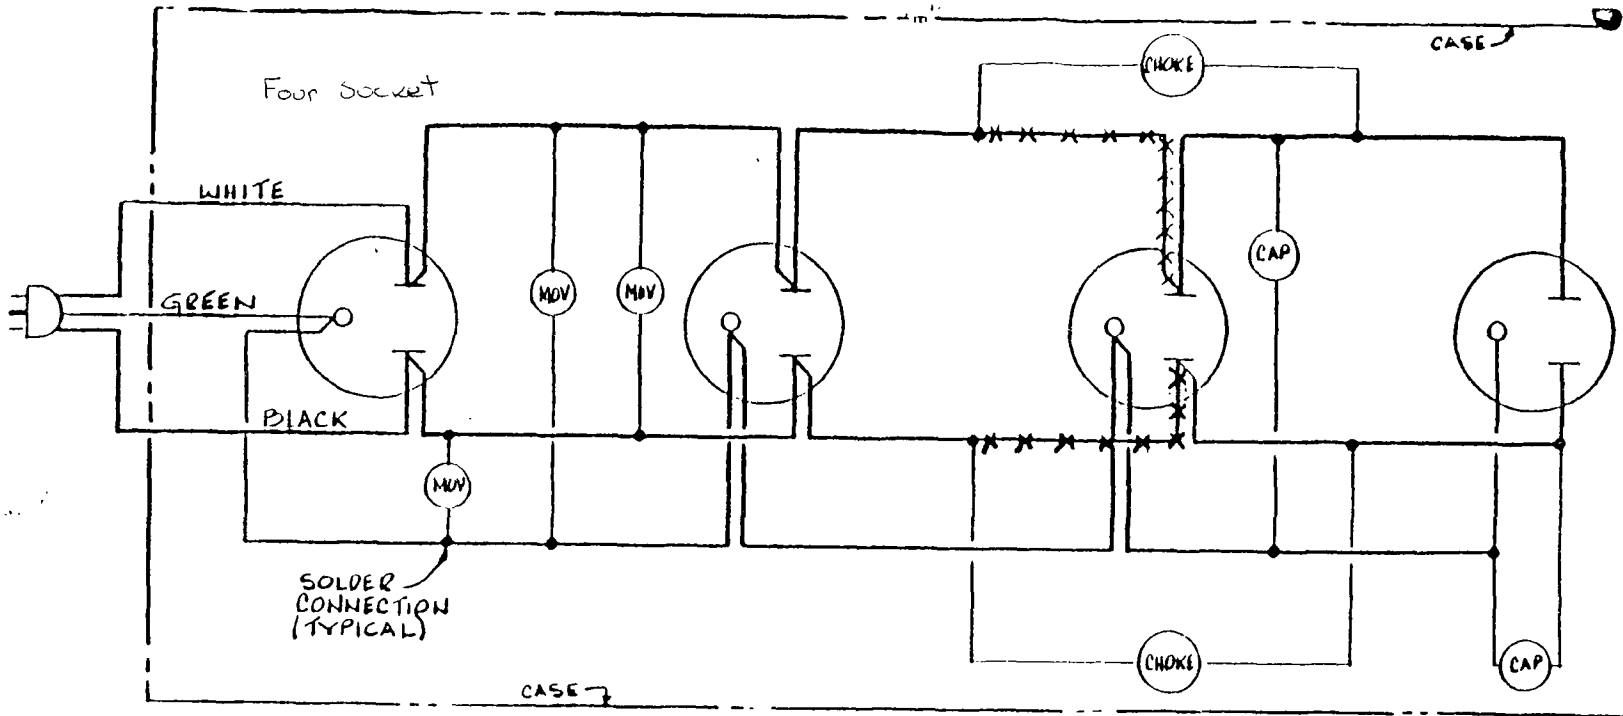 CASE
CHOKE
Four Socket
WHITE
MOV
MOV
CAP
GREEN
BLACK
MOV
SOLDER
CONNECTION
(TYPICAL)
CHOKE
CAP
CASE